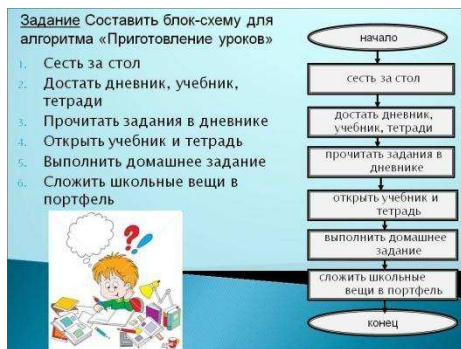 Задание Составить блок-схему для
алгоритма «Приготовление уроков»
1. Сесть за стол
2. Достать дневник, учебник,
тетради
3. Прочитать задания в дневнике
4. Открыть учебник и тетрадь
5. Выполнить домашнее задание
6. Сложить школьные вещи в
портфель
?!
начало
сесть за стол
достать дневник,
учебник, тетради
прочитать задания в
дневнике
открыть учебник и
тетрадь
выполнить домашнее
задание
сложить школьные
вещи в портфель
конец